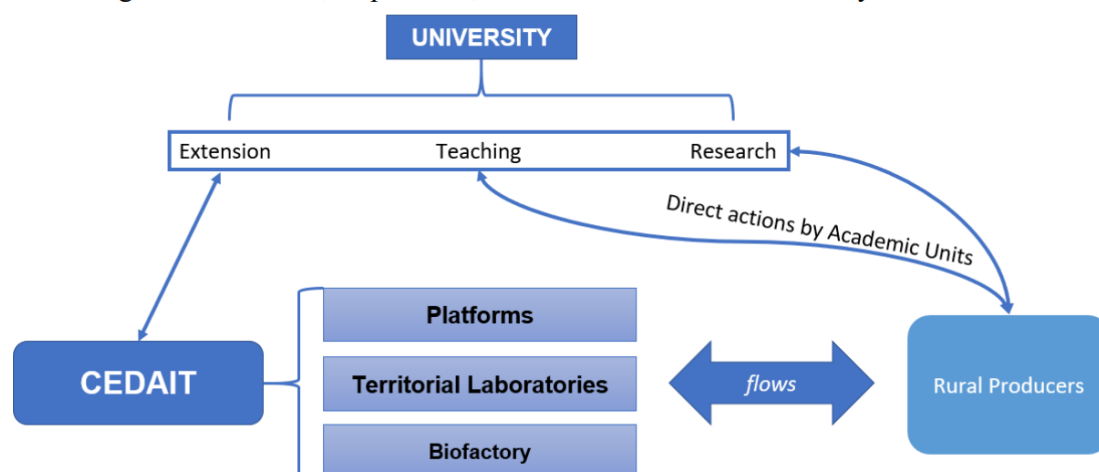 UNIVERSITY
Extension Teaching Research
Direct actions by Academic Units
Platforms
CEDAIT
Territorial Laboratories
flows
Rural Producers
Biofactory